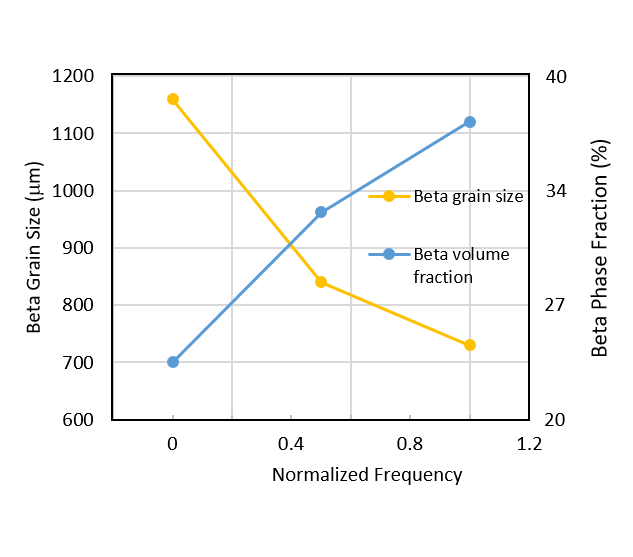 1200
1100
1000
900
800
700
600
Beta Grain Size (μm)
40
34
27
20
Beta Phase Fraction (%)
Beta grain size
Beta volume
fraction
0
0.4
0.8
1.2
Normalized Frequency